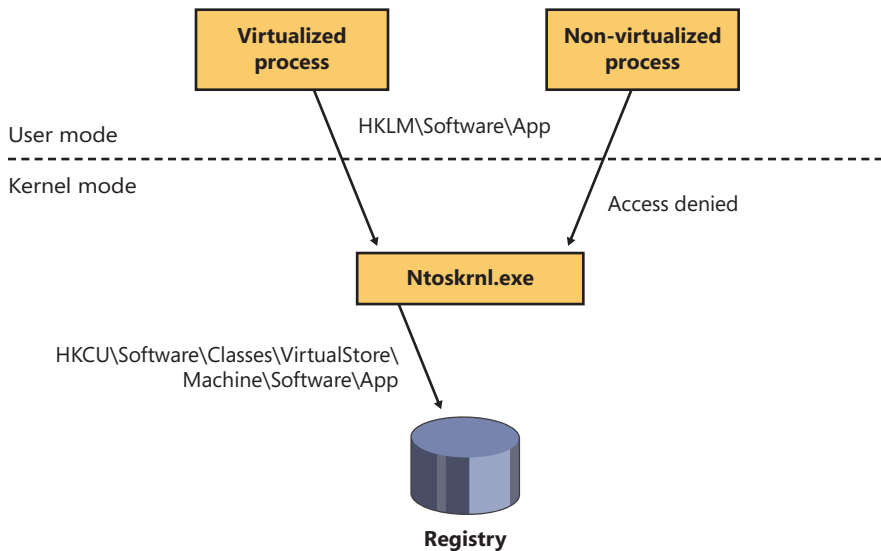 Virtualized
process
Non-virtualized
process
HKLM\Software\App
User mode
Kernel mode
Access denied
Ntoskrnl.exe
HKCU\Software\Classes\VirtualStore\
Machine\Software\App
Registry